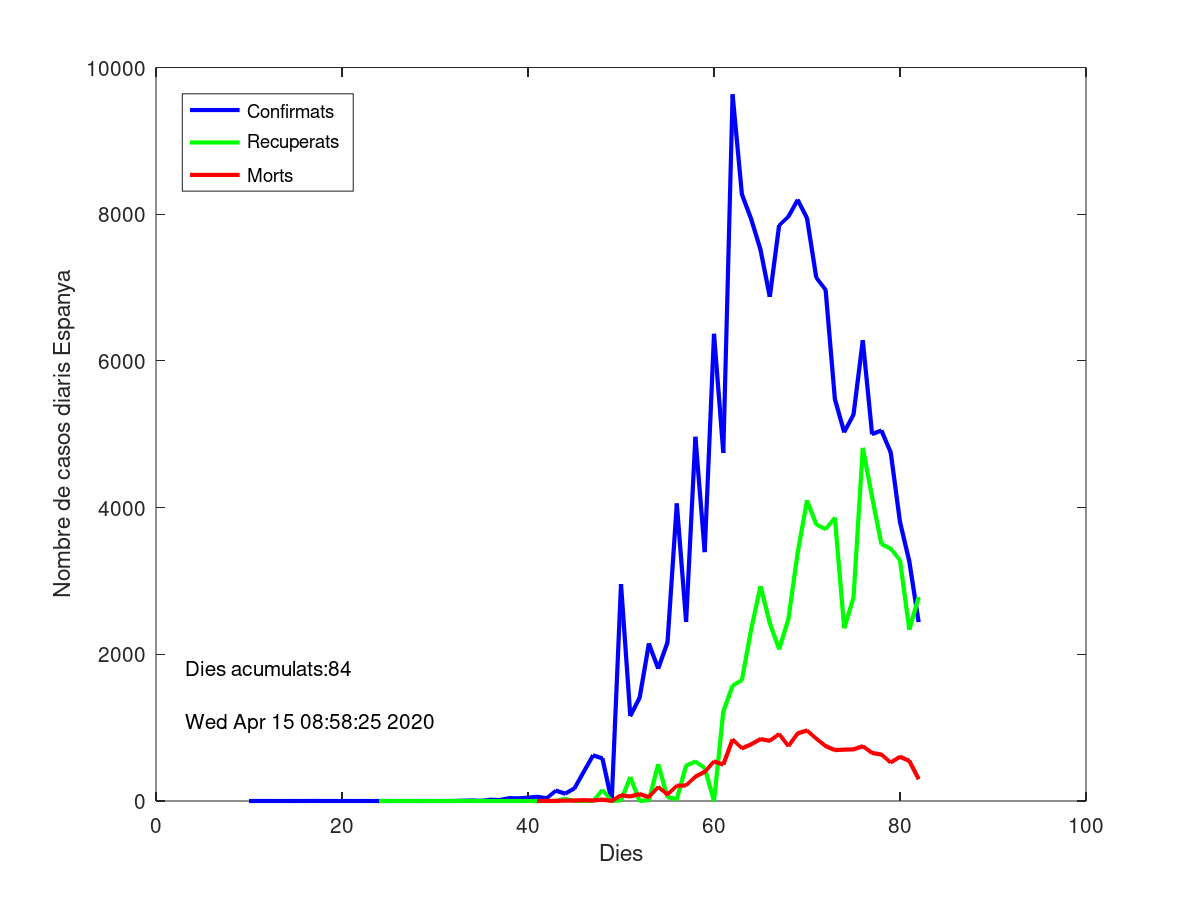 10000
8000
6000
4000
2000
0
Nombre de casos diaris Espanya
Confirmats
Recuperats
Morts
Dies acumulats:84
Wed Apr 15 08:58:25 2020
0 20 40 60 80 100
Dies